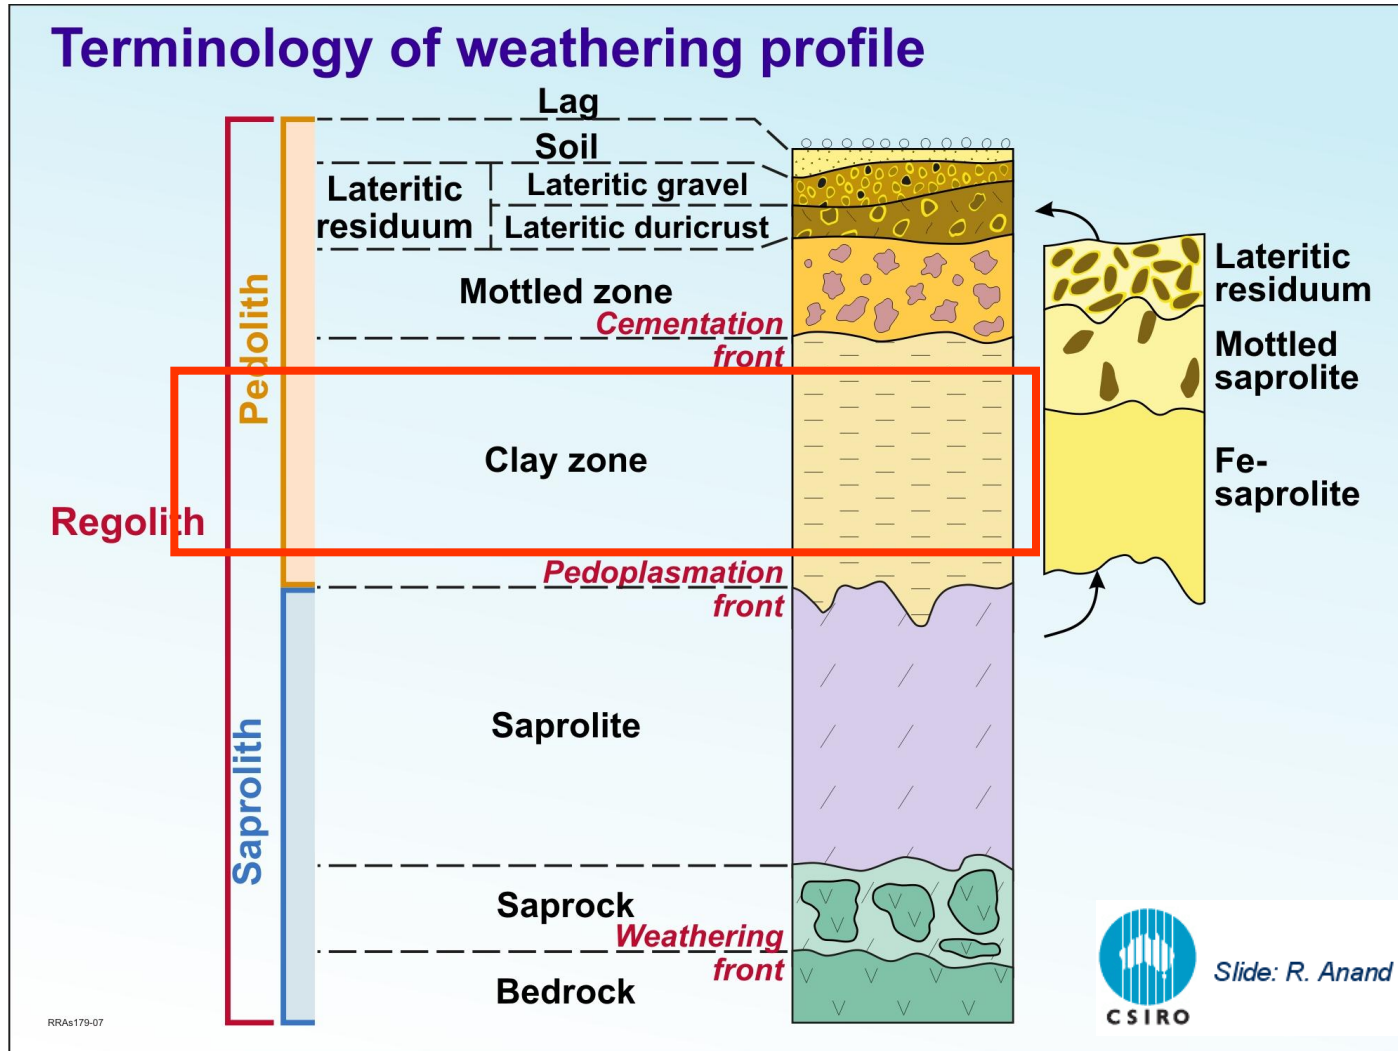 Terminology of weathering profile
Lag
Soil
Lateritic
residuum
Lateritic gravel
Lateritic duricrust
Mottled zone
Cementation
front
Clay zone
Pedoplasmation
front
Saprolite
Saprock
Weathering
front
Bedrock
Regolith
Pedolith
Saprolith
Lateritic
residuum
Mottled
saprolite
Fe-
saprolite
CSIRO
Slide: R. Anand
RRAs179-07